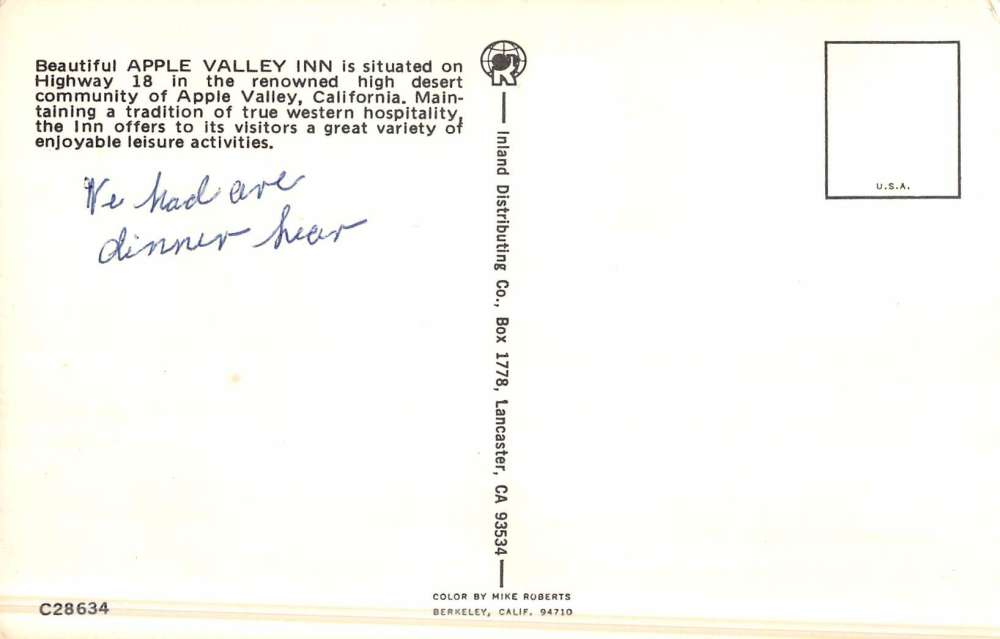 Beautiful APPLE VALLEY INN is situated on
Highway 18 in the renowned high desert
community of Apple Valley, California. Main-
taining a tradition of true western hospitality,
the Inn offers to its visitors a great variety of
enjoyable leisure activities.
We had are
dinner hear
Inland Distributing Co., Box 1778, Lancaster, CA 93534
R
U.S.A.
C28634
COLOR BY MIKE ROBERTS
BERKELEY, CALIF. 94710